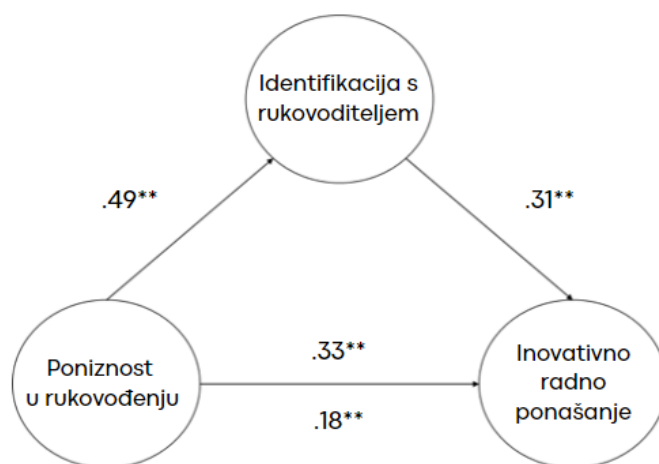 Identifikacija s
rukovoditeljem
.49**
.31**
Poniznost
u rukovođenju
.33**
.18**
Inovativno
radno
ponašanje